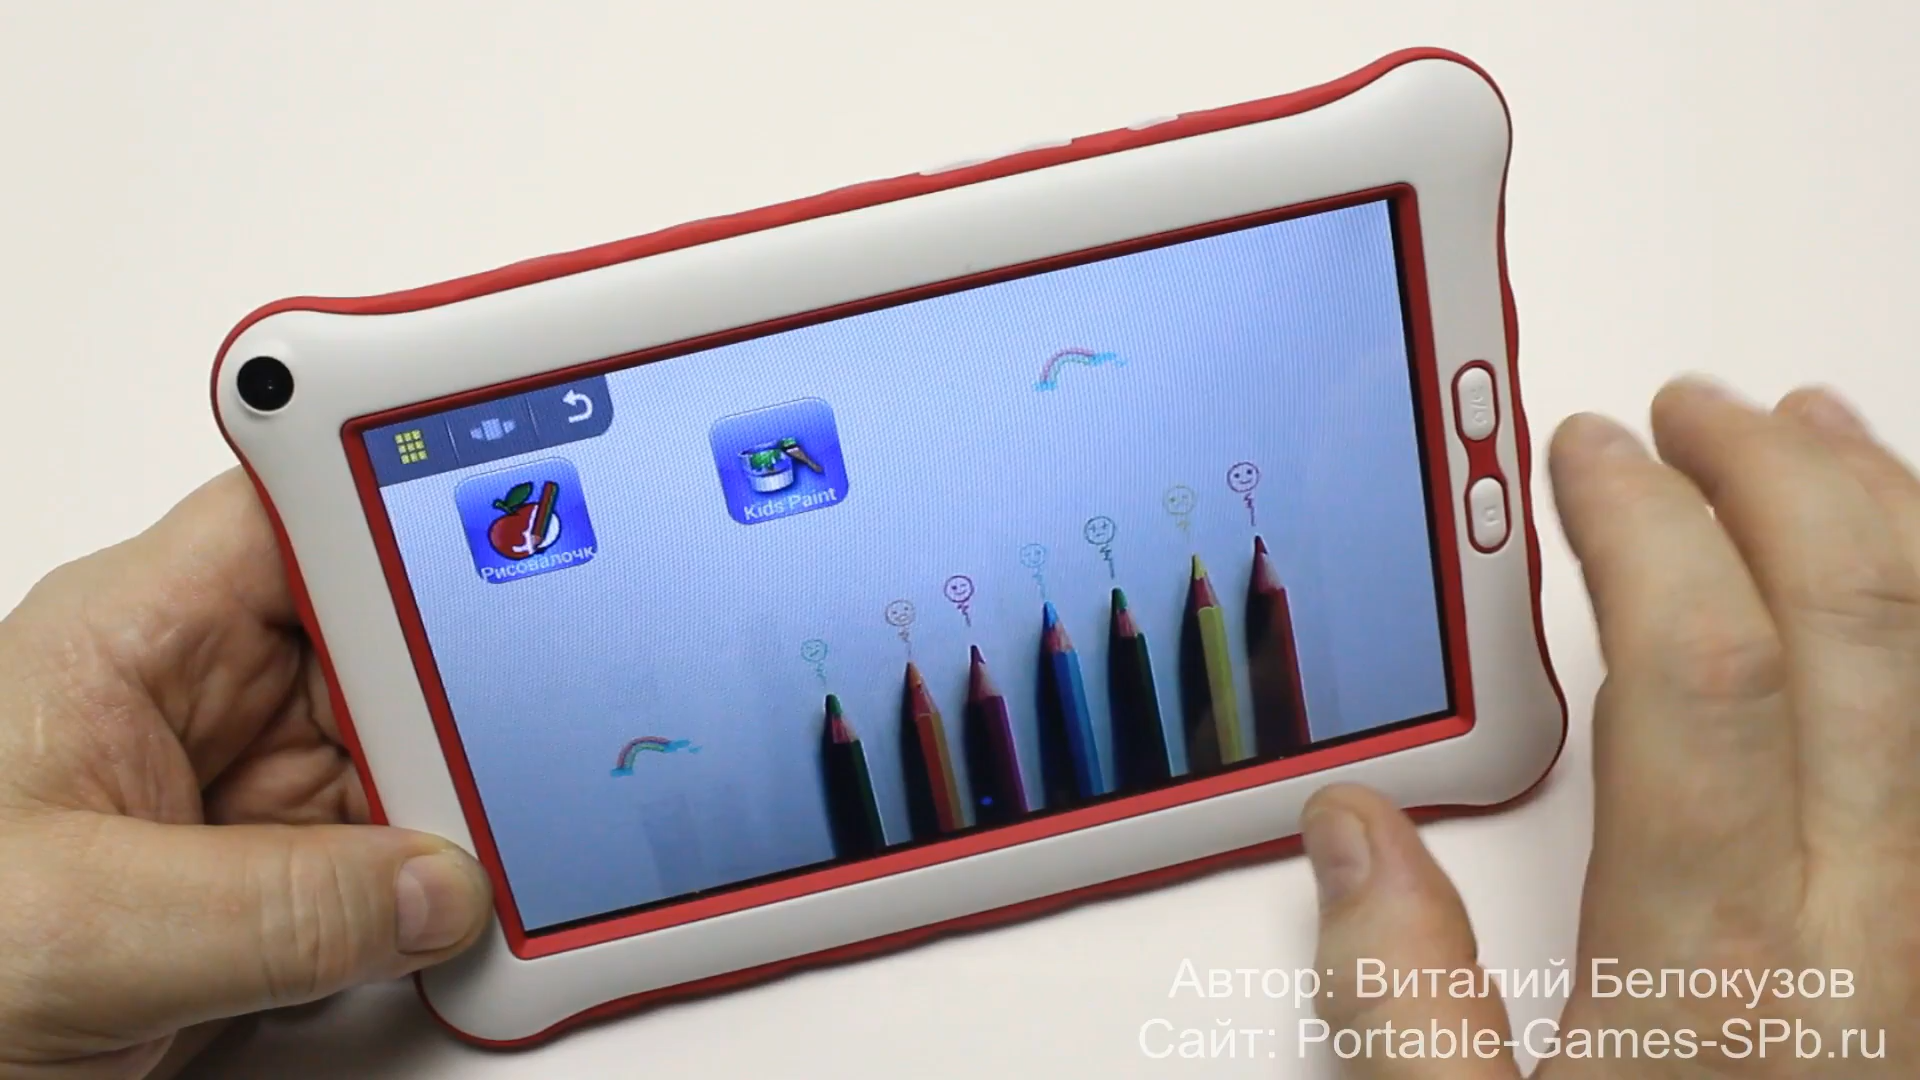 Kids Paint
Рисовалочк
Автор: Виталий Белокузов
Сайт: Portable-Games-SPb.ru